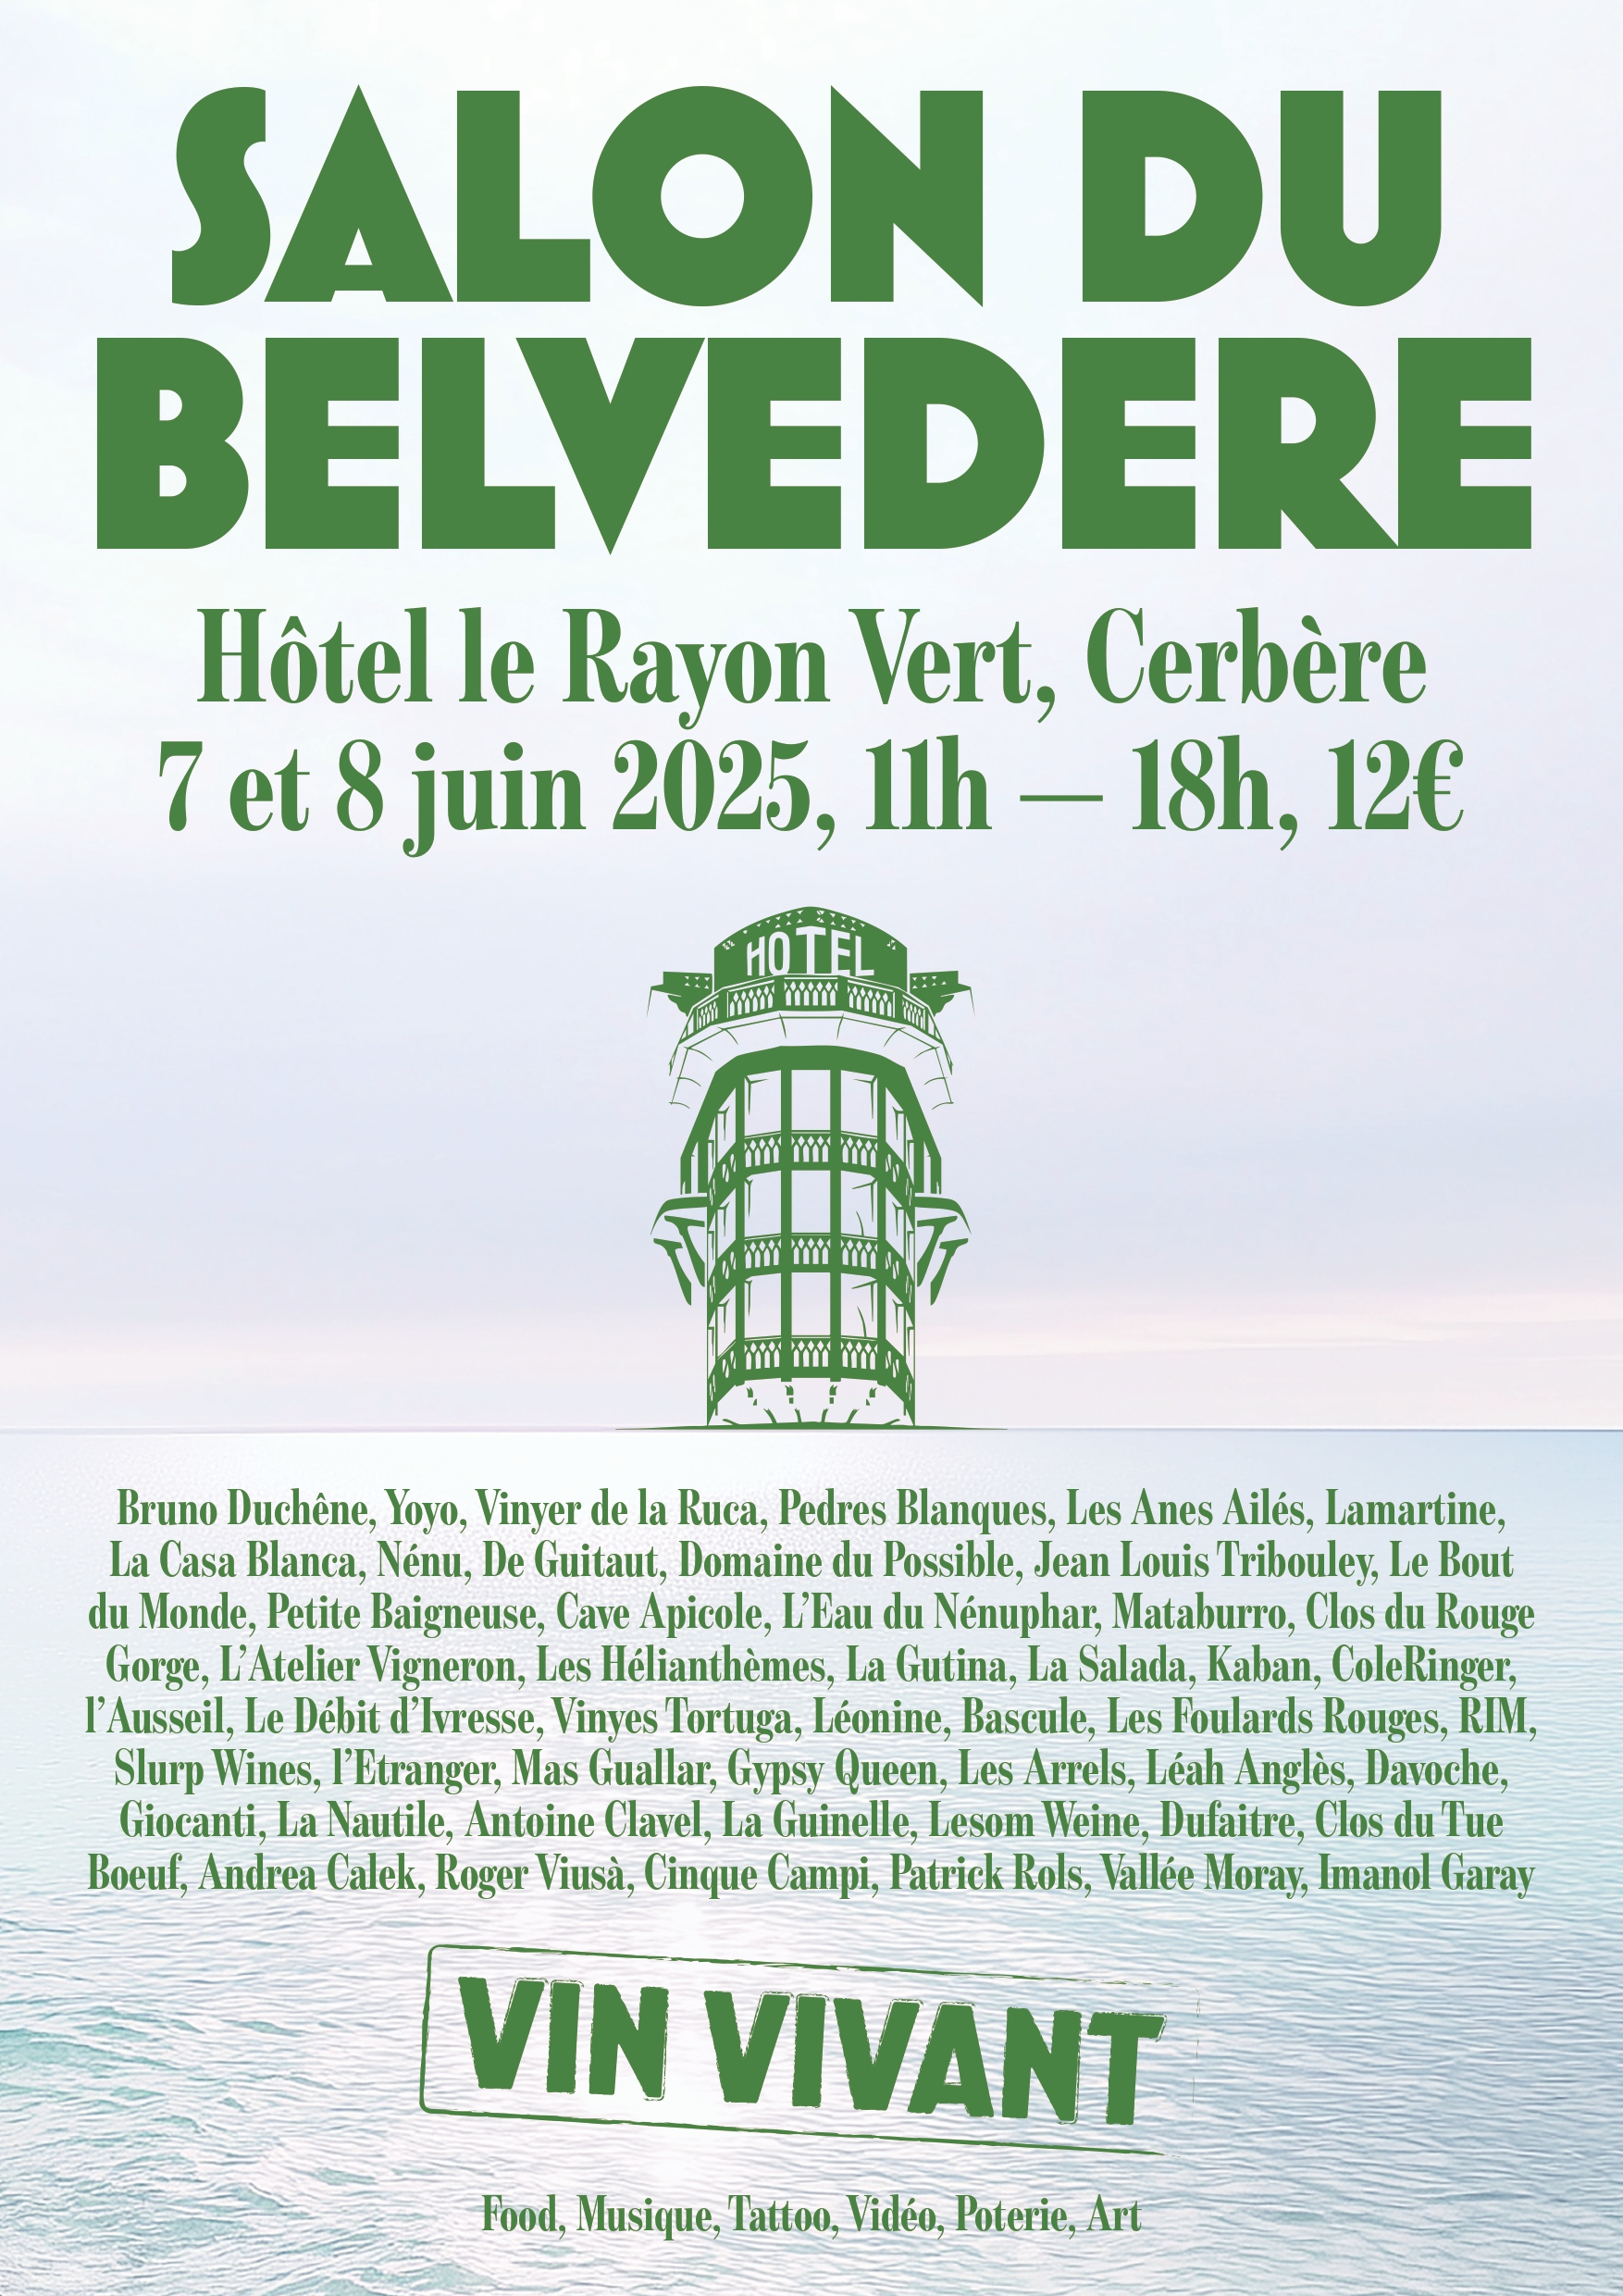 SALON DU
BELVEDERE
Hôtel le Rayon Vert, Cerbère
7 et 8 juin 2025, 11h — 18h, 12€
HOTEL
Bruno Duchêne, Yoyo, Vinyer de la Ruca, Pedres Blanques, Les Anes Ailés, Lamartine,
La Casa Blanca, Nénu, De Guitaut, Domaine du Possible, Jean Louis Tribouley, Le Bout
du Monde, Petite Baigneuse, Cave Apicole, L’Eau du Nénuphar, Mataburro, Clos du Rouge
Gorge, L’Atelier Vigneron, Les Hélianthèmes, La Gutina, La Salada, Kaban, ColeRinger,
l’Ausseil, Le Débit d’Ivresse, Vinyes Tortuga, Léonine, Bascule, Les Foulards Rouges, RIM,
Slurp Wines, l’Etranger, Mas Guallar, Gypsy Queen, Les Arrels, Léah Anglès, Davoche,
Giocanti, La Nautile, Antoine Clavel, La Guinelle, Lesom Weine, Dufaitre, Clos du Tue
Boeuf, Andrea Calek, Roger Viusà, Cinque Campi, Patrick Rols, Vallée Moray, Imanol Garay
VIN VIVANT
Food, Musique, Tattoo, Vidéo, Poterie, Art